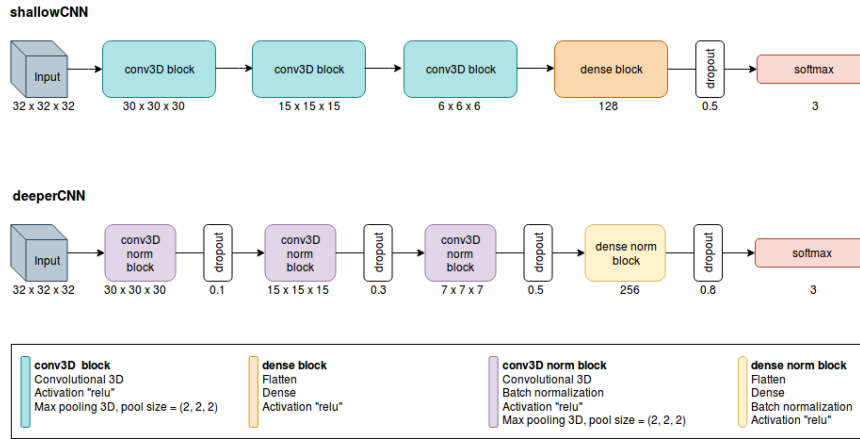 shallowCNN
Input
conv3D block
conv3D block
conv3D block
dense block
dropout
softmax
32 x 32 x 32
30 x 30 x 30
15 x 15 x 15
6 x 6 x 6
128
0.5
3
deeperCNN
Input
conv3D
norm
block
dropout
conv3D
norm
block
dropout
conv3D
norm
block
dropout
dense norm
block
dropout
softmax
32 x 32 x 32
30 x 30 x 30
0.1
15 x 15 x 15
0.3
7 x 7 x 7
0.5
256
0.8
3
conv3D block
Convolutional 3D
Activation "relu"
Max pooling 3D, pool size = (2, 2, 2)
dense block
Flatten
Dense
Activation "relu"
conv3D norm block
Convolutional 3D
Batch normalization
Activation "relu"
Max pooling 3D, pool size = (2, 2, 2)
dense norm block
Flatten
Dense
Batch normalization
Activation "relu"